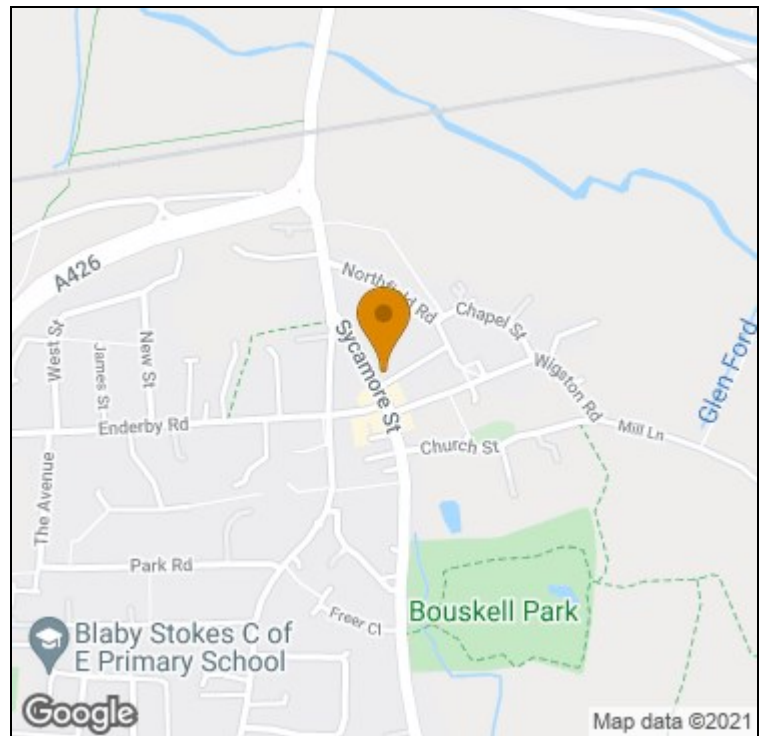 A426
Northfield Rd
Chapel St
Sycamore St
West St
James St
New St
Wigston Rd
Glen Ford
Enderby Rd
Mill Ln
Church St
The Avenue
Park Rd
Bouskell Park
Freer Cl
Blaby Stokes C of
E Primary School
Google
Map data ©2021